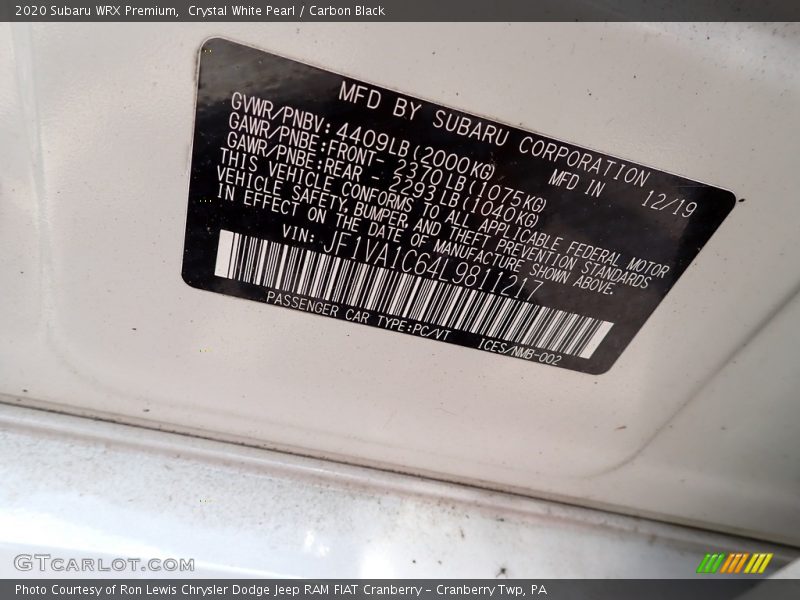 2020 Subaru WRX Premium,  Crystal White Pearl / Carbon Black
MFD BY SUBARU CORPORATION
GVWR/PNBV: 4409LB(2000KG) MFD IN 12/19
GAWR/PNBE:FRONT- 2370LB(1075KG)
GAWR/PNBE:REAR - 2293LB(1040KG)
THIS VEHICLE CONFORMS TO ALL APPLICABLE FEDERAL MOTOR
VEHICLE SAFETY, BUMPER, AND THEFT PREVENTION STANDARDS
IN EFFECT ON THE DATE OF MANUFACTURE SHOWN ABOVE.
VIN: JF1VA1C64L9811217
PASSENGER CAR TYPE:PC/VT ICES/NMB-002
GTcarlot.com
Photo Courtesy of Ron Lewis Chrysler Dodge Jeep RAM FIAT Cranberry – Cranberry Twp, PA